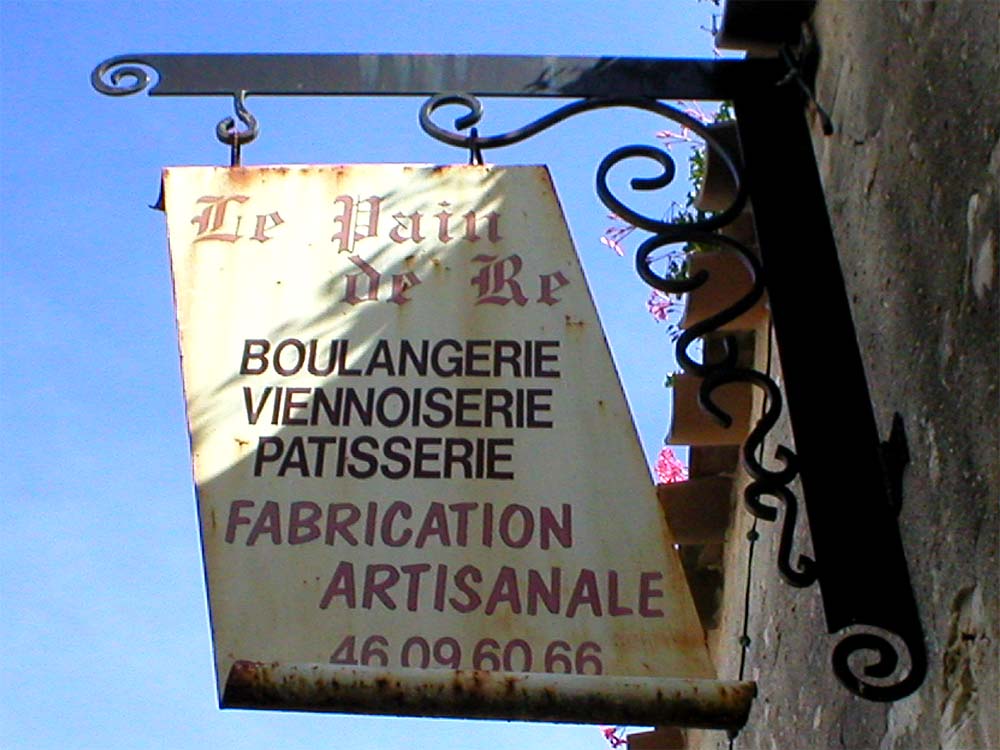 Le Pain
de Re
BOULANGERIE
VIENNOISERIE
PATISSERIE
FABRICATION
ARTISANALE
46 09 60 66